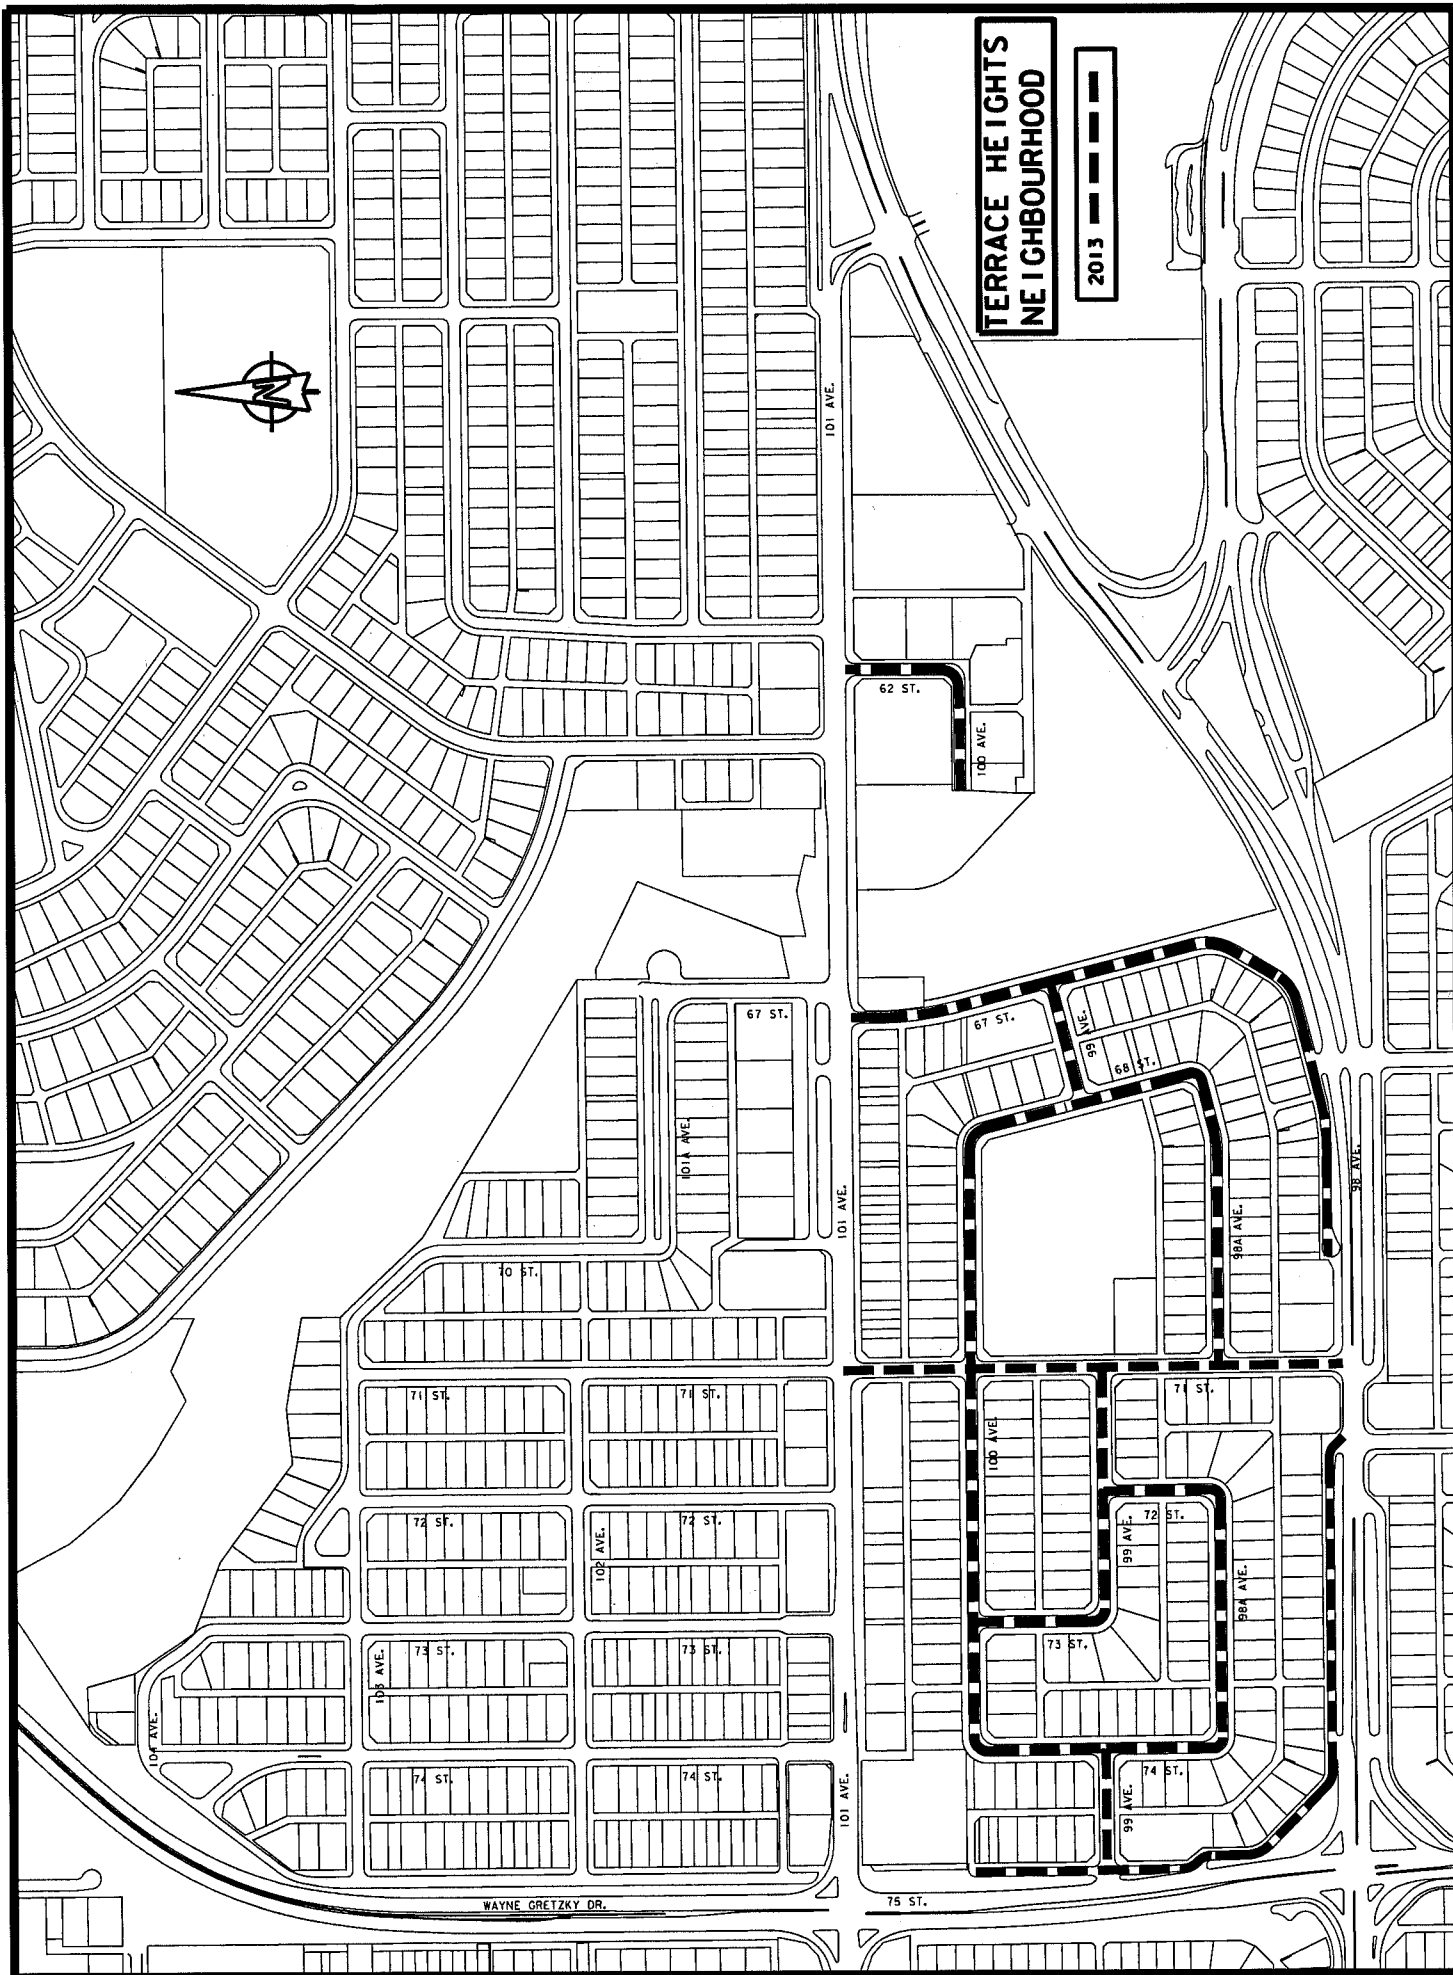 TERRACE HEIGHTS
NEIGHBOURHOOD
2013
N
101 AVE.
62 ST.
100 AVE.
67 ST.
67 ST.
99 AVE.
68 ST.
101A AVE.
101 AVE.
98 AVE.
98A AVE.
70 ST.
71 ST.
71 ST.
71 ST.
100 AVE.
72 ST.
72 ST.
72 ST.
102 AVE.
99 AVE.
98A AVE.
73 ST.
73 ST.
73 ST.
103 AVE.
104 AVE.
74 ST.
74 ST.
74 ST.
101 AVE.
99 AVE.
WAYNE GRETZKY DR.
75 ST.